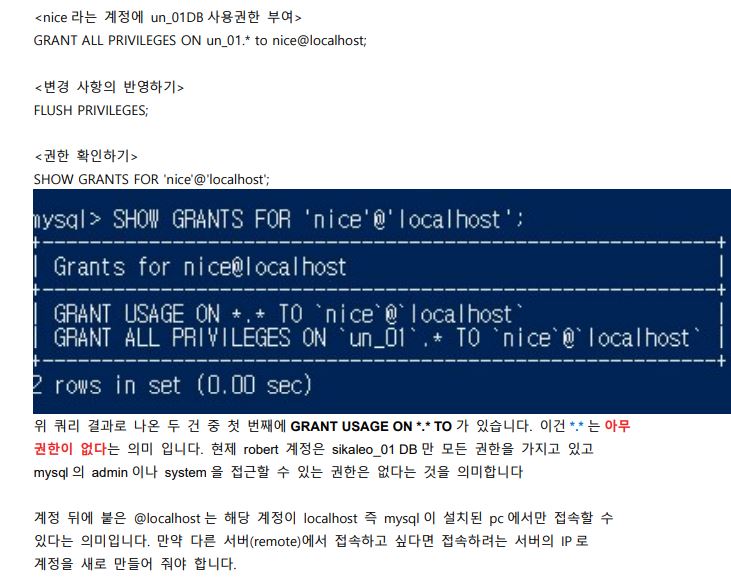 <nice 라는 계정에 un_01DB 사용권한 부여>
GRANT ALL PRIVILEGES ON un_01.* to nice@localhost;
<변경 사항의 반영하기>
FLUSH PRIVILEGES;
<권한 확인하기>
SHOW GRANTS FOR 'nice'@'localhost';
mysql> SHOW GRANTS FOR 'nice'@'localhost';
+-----------------------------------------------------------+
| Grants for nice@localhost |
+-----------------------------------------------------------+
| GRANT USAGE ON *.* TO `nice`@`localhost` |
| GRANT ALL PRIVILEGES ON `un_01`.* TO `nice`@`localhost` |
+-----------------------------------------------------------+
2 rows in set (0.00 sec)
위 쿼리 결과로 나온 두 건 중 첫 번째에 GRANT USAGE ON *.* TO 가 있습니다. 이건 *.* 는 아무
권한이 없다는 의미 입니다. 현제 robert 계정은 sikaleo_01 DB 만 모든 권한을 가지고 있고
mysql 의 admin 이나 system 을 접근할 수 있는 권한은 없다는 것을 의미합니다
계정 뒤에 붙은 @localhost 는 해당 계정이 localhost 즉 mysql 이 설치된 pc 에서만 접속할 수
있다는 의미입니다. 만약 다른 서버(remote)에서 접속하고 싶다면 접속하려는 서버의 IP 로
계정을 새로 만들어 줘야 합니다.